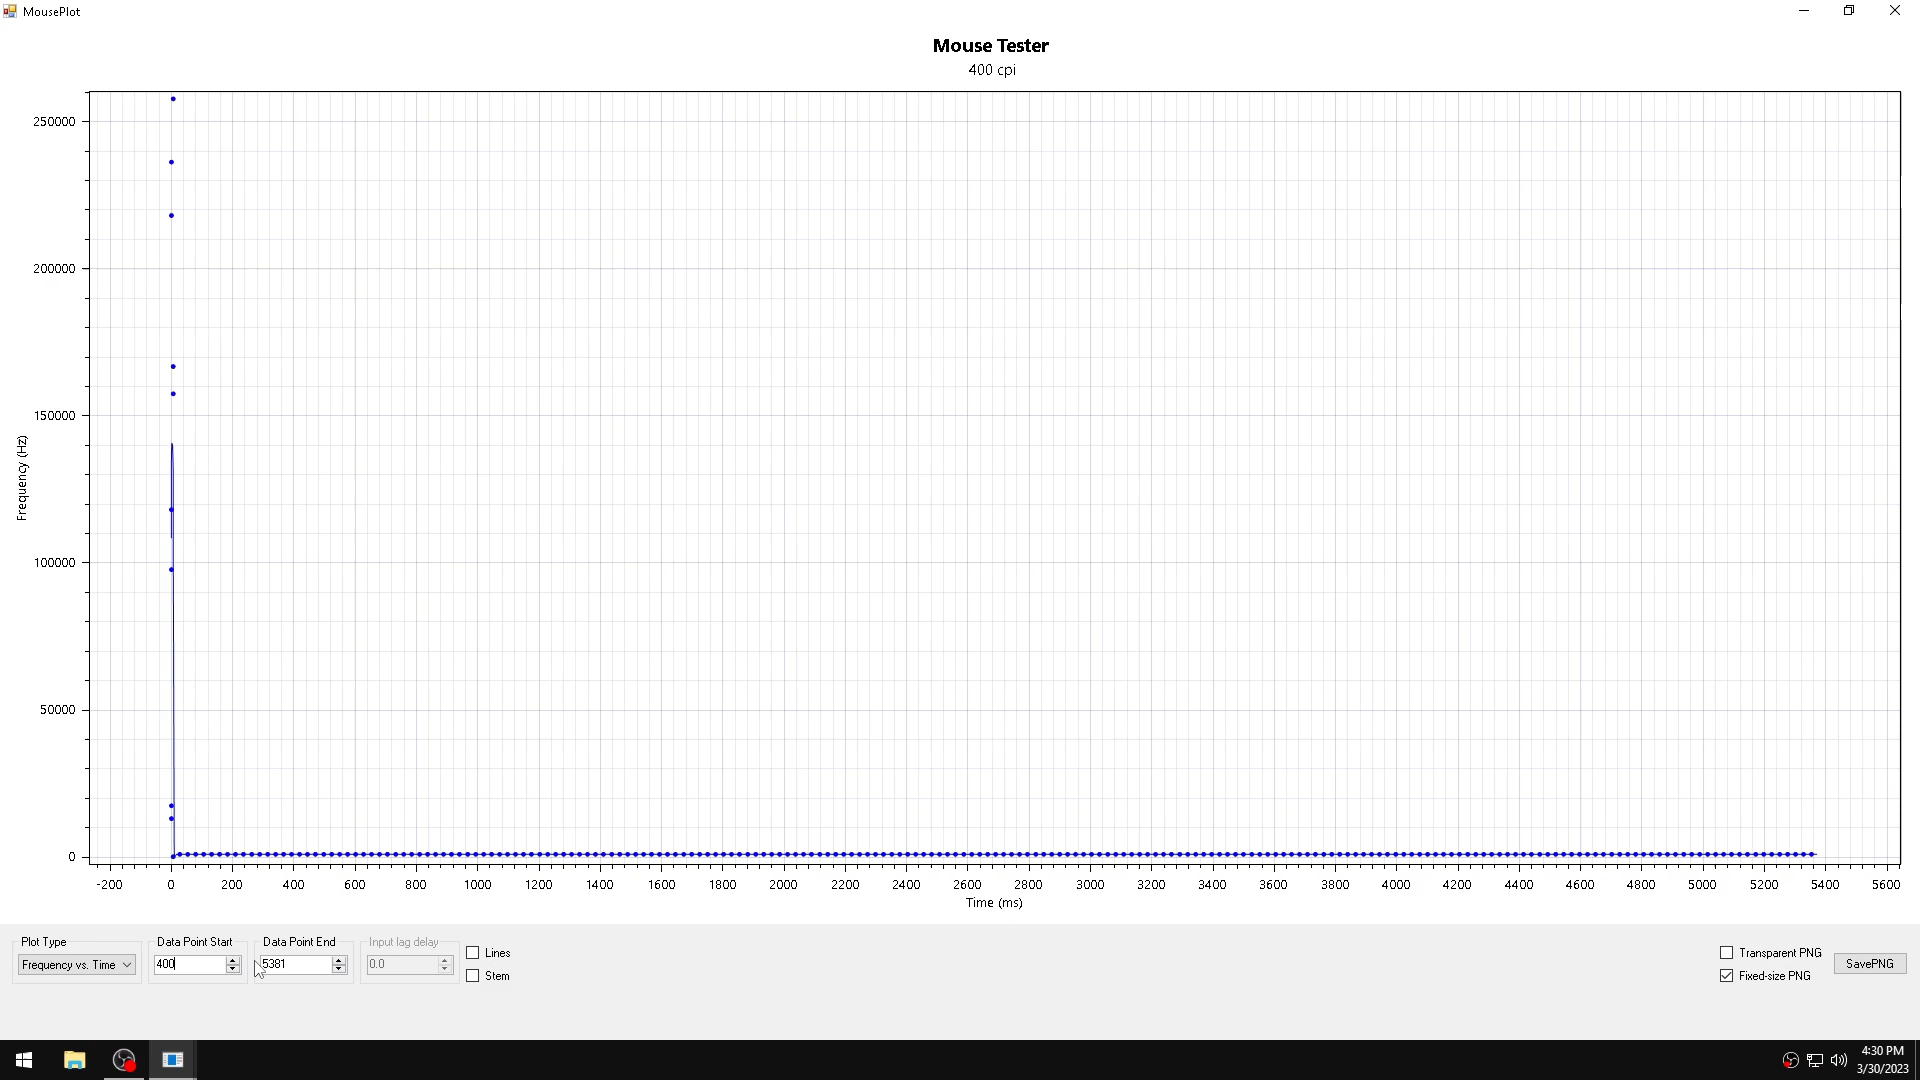 MousePlot
Mouse Tester
400 cpi
250000
200000
150000
100000
50000
0
Frequency (Hz)
-200 0 200 400 600 800 1000 1200 1400 1600 1800 2000 2200 2400 2600 2800 3000 3200 3400 3600 3800 4000 4200 4400 4600 4800 5000 5200 5400 5600
Time (ms)
Plot Type Data Point Start Data Point End Input lag delay
Frequency vs. Time 400 5381 0.0
Lines
Stem
Transparent PNG
Fixed-size PNG
SavePNG
4:30 PM
3/30/2023